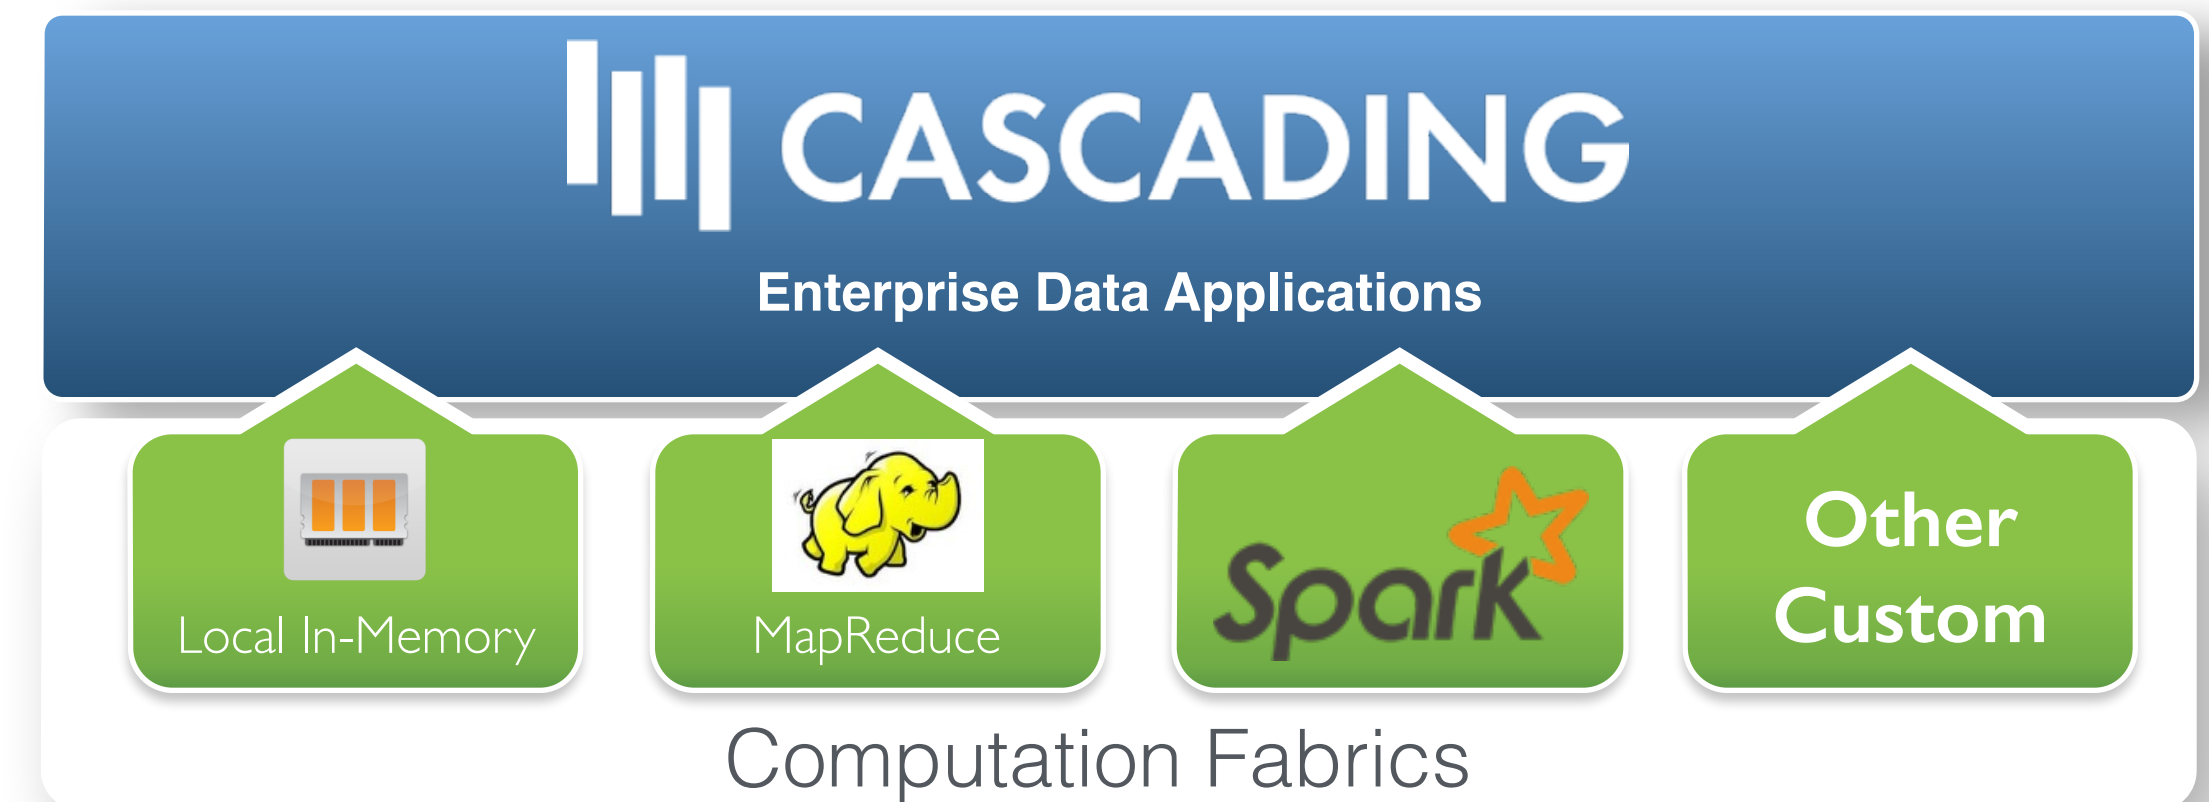 CASCADING
Enterprise Data Applications
Local In-Memory
MapReduce
Spark
Other
Custom
Computation Fabrics